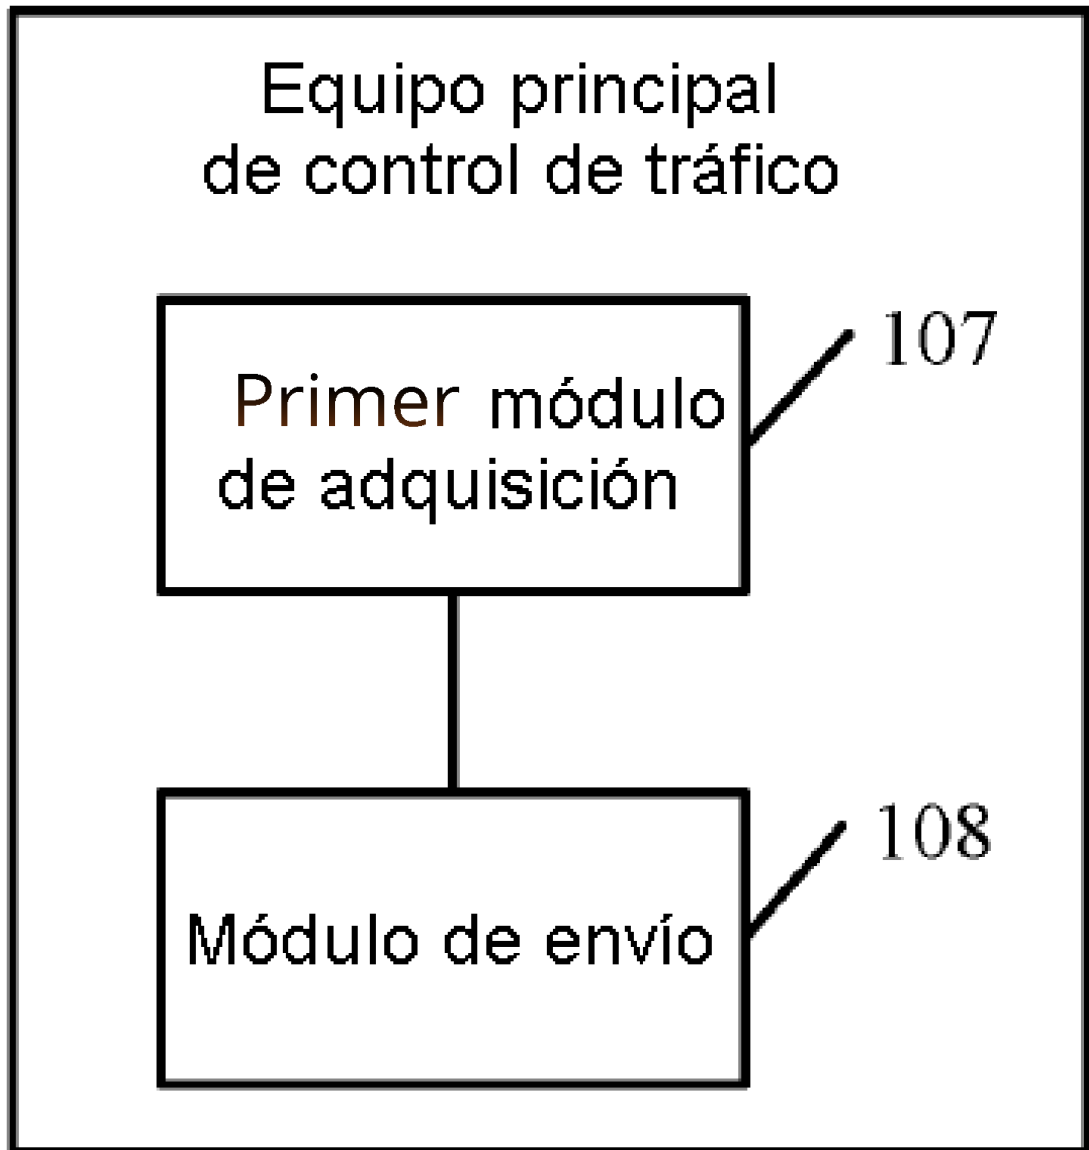 Equipo principal
de control de tráfico
107
Primer módulo
de adquisición
108
Módulo de envío